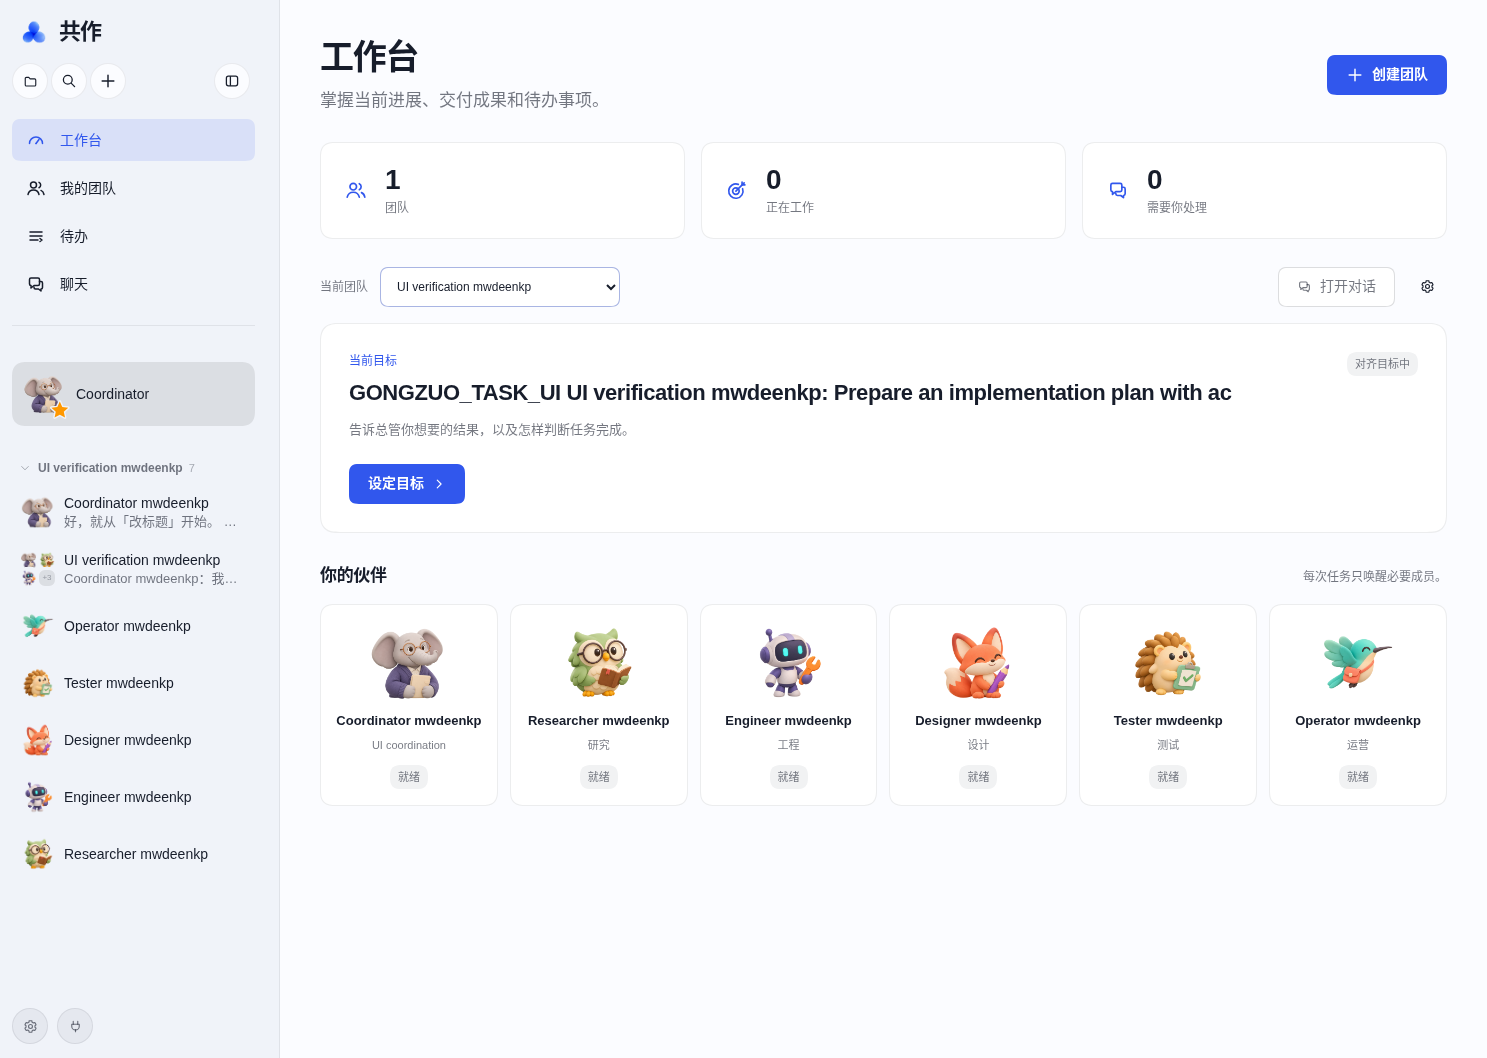 共作
工作台
我的团队
待办
聊天
Coordinator
UI verification mwdeenkp 7
Coordinator mwdeenkp
好，就从「改标题」开始。 …
UI verification mwdeenkp
+3
Coordinator mwdeenkp：我…
Operator mwdeenkp
Tester mwdeenkp
Designer mwdeenkp
Engineer mwdeenkp
Researcher mwdeenkp
工作台
掌握当前进展、交付成果和待办事项。
创建团队
1
团队
0
正在工作
0
需要你处理
当前团队
UI verification mwdeenkp
打开对话
当前目标
对齐目标中
GONGZUO_TASK_UI UI verification mwdeenkp: Prepare an implementation plan with ac
告诉总管你想要的结果，以及怎样判断任务完成。
设定目标
你的伙伴
每次任务只唤醒必要成员。
Coordinator mwdeenkp
UI coordination
就绪
Researcher mwdeenkp
研究
就绪
Engineer mwdeenkp
工程
就绪
Designer mwdeenkp
设计
就绪
Tester mwdeenkp
测试
就绪
Operator mwdeenkp
运营
就绪